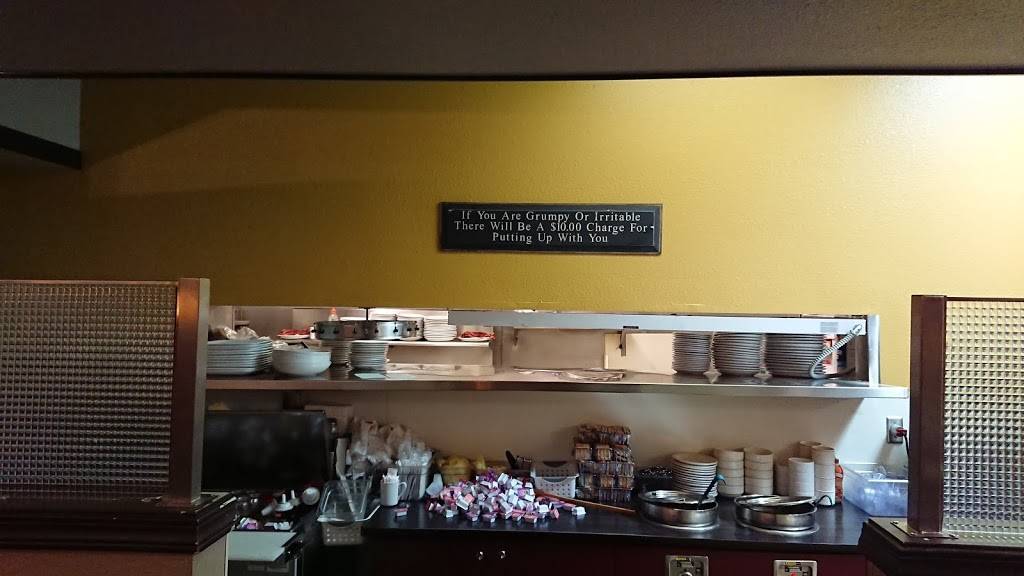 If You Are Grumpy Or Irritable
There Will Be A $10.00 Charge For
Putting Up With You